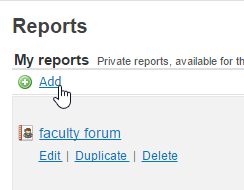 Reports
My reports Private reports, available for th
Add
faculty forum
Edit | Duplicate | Delete